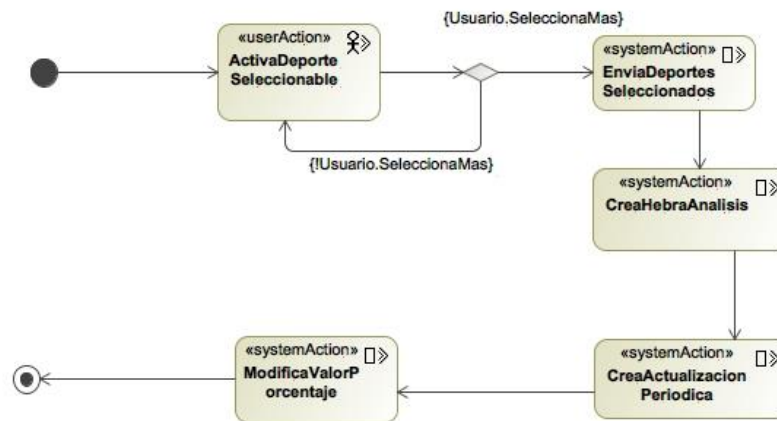 {Usuario.SeleccionaMas}
«userAction»
ActivaDeporte
Seleccionable
«systemAction»
EnviaDeportes
Seleccionados
{!Usuario.SeleccionaMas}
«systemAction»
CreaHebraAnalisis
«systemAction»
ModificaValorP
orcentaje
«systemAction»
CreaActualizacion
Periodica